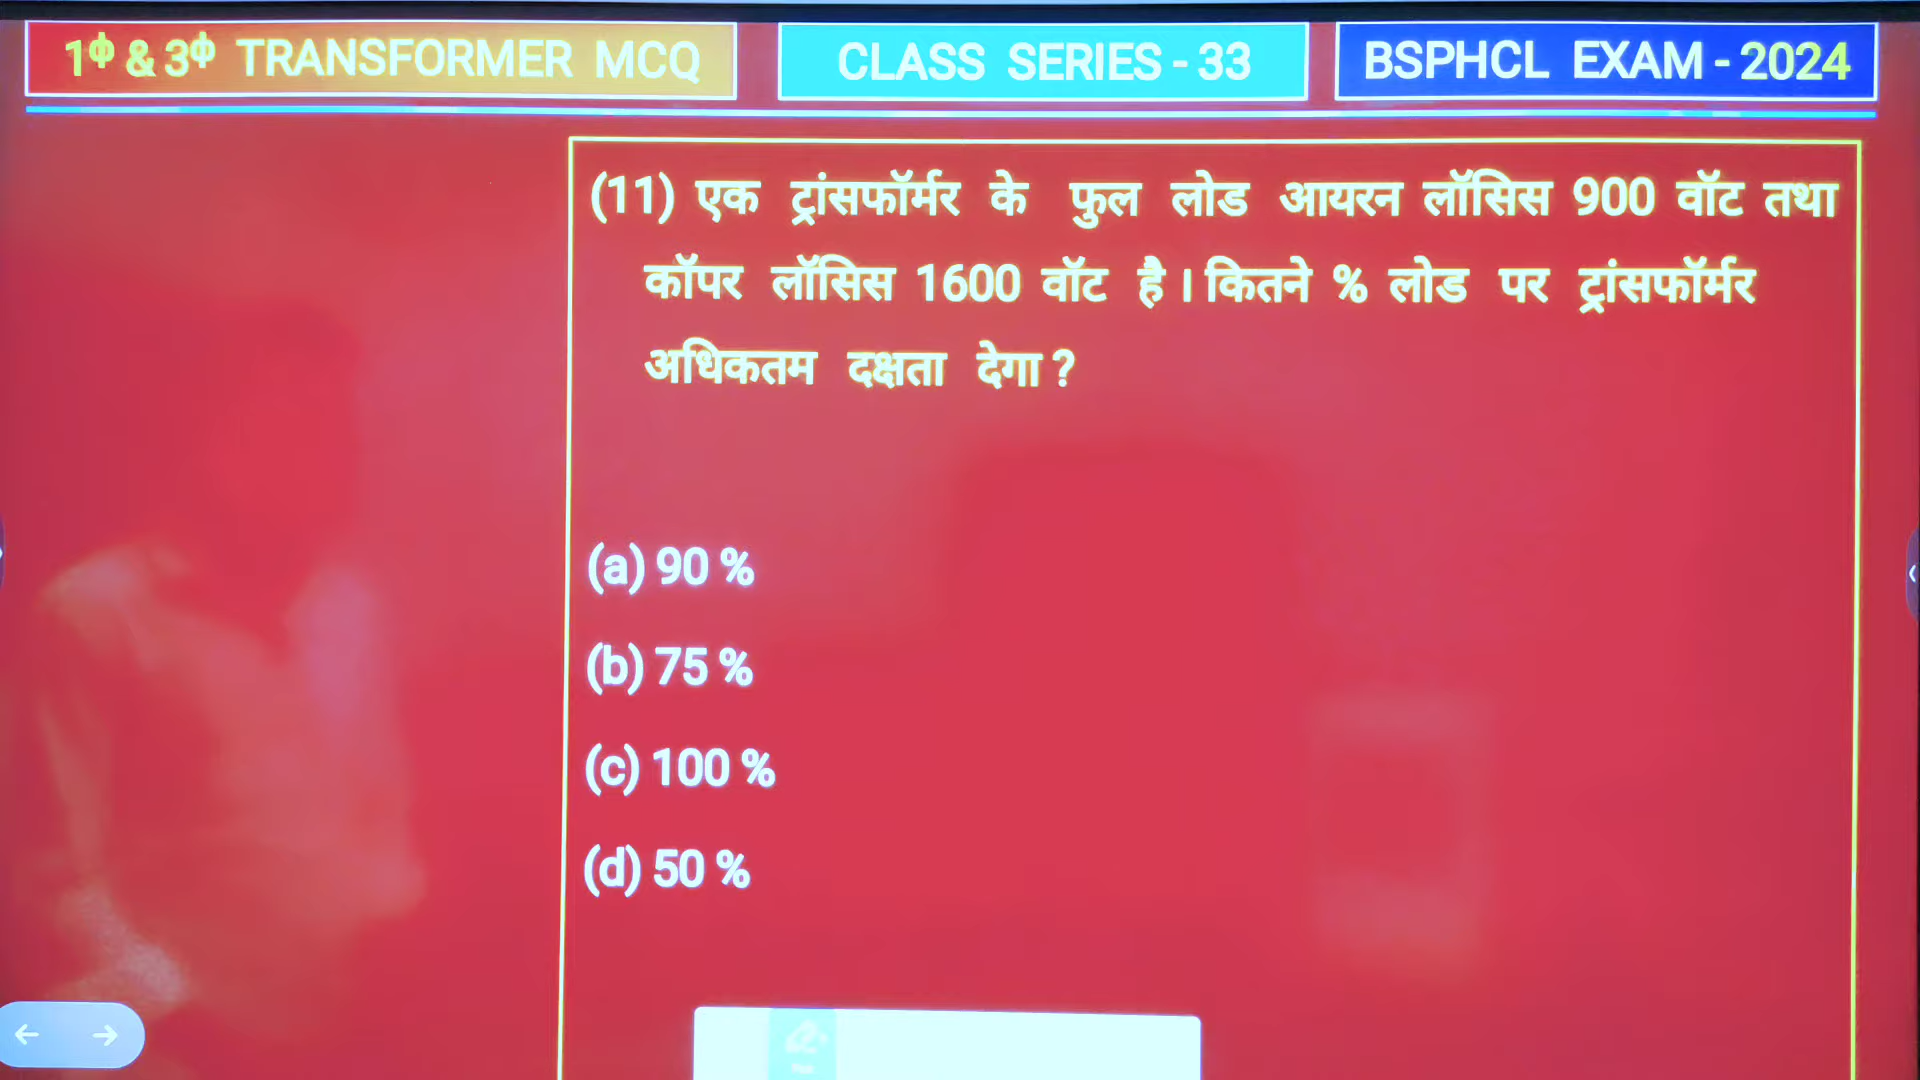 1ϕ & 3ϕ TRANSFORMER MCQ
CLASS SERIES - 33
BSPHCL EXAM - 2024
(11) एक ट्रांसफॉर्मर के फुल लोड आयरन लॉसिस 900 वॉट तथा
कॉपर लॉसिस 1600 वॉट है । कितने % लोड पर ट्रांसफॉर्मर
अधिकतम दक्षता देगा ?
(a) 90 %
(b) 75 %
(c) 100 %
(d) 50 %